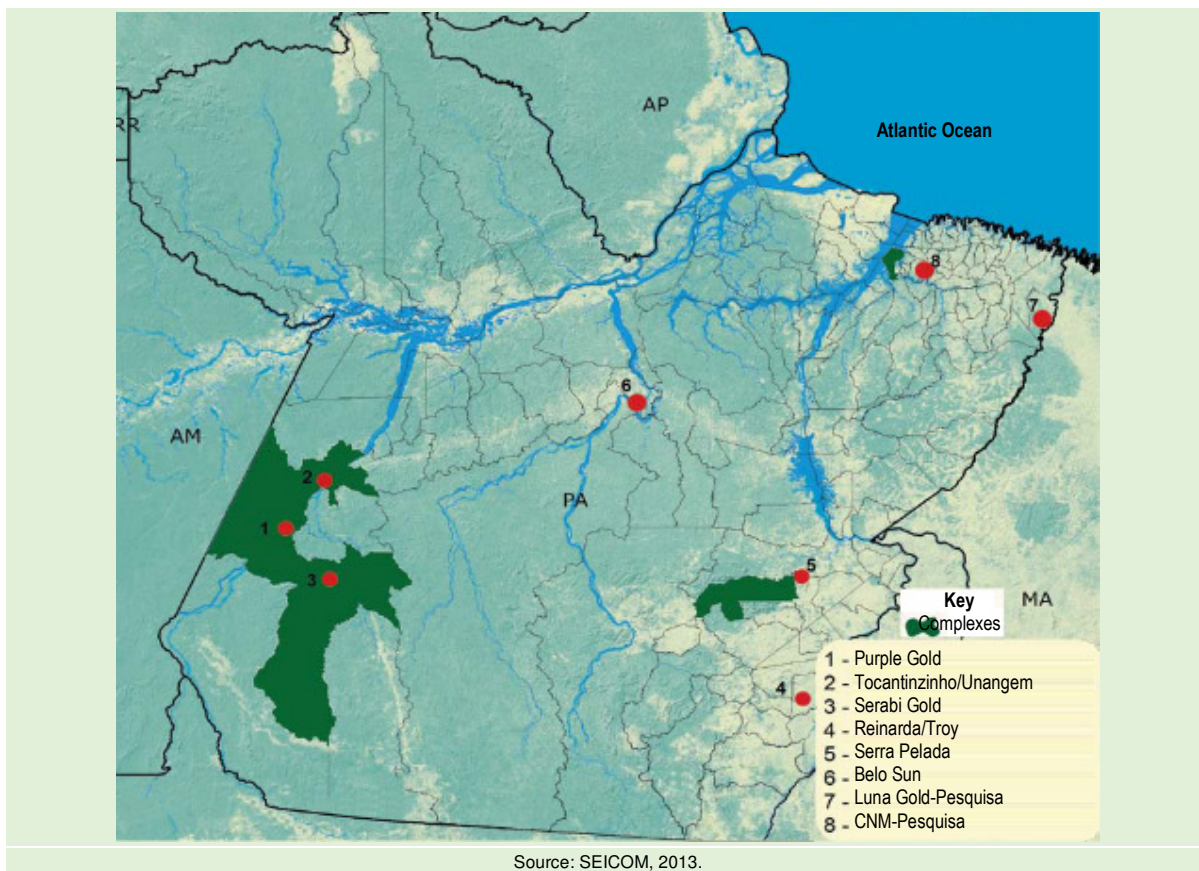 AP
RR
Atlantic Ocean
8
7
6
AM
2
PA
1
3
5
Key
Complexes
MA
4
1 - Purple Gold
2 - Tocantinzinho/Unangem
3 - Serabi Gold
4 - Reinarda/Troy
5 - Serra Pelada
6 - Belo Sun
7 - Luna Gold-Pesquisa
8 - CNM-Pesquisa
Source: SEICOM, 2013.